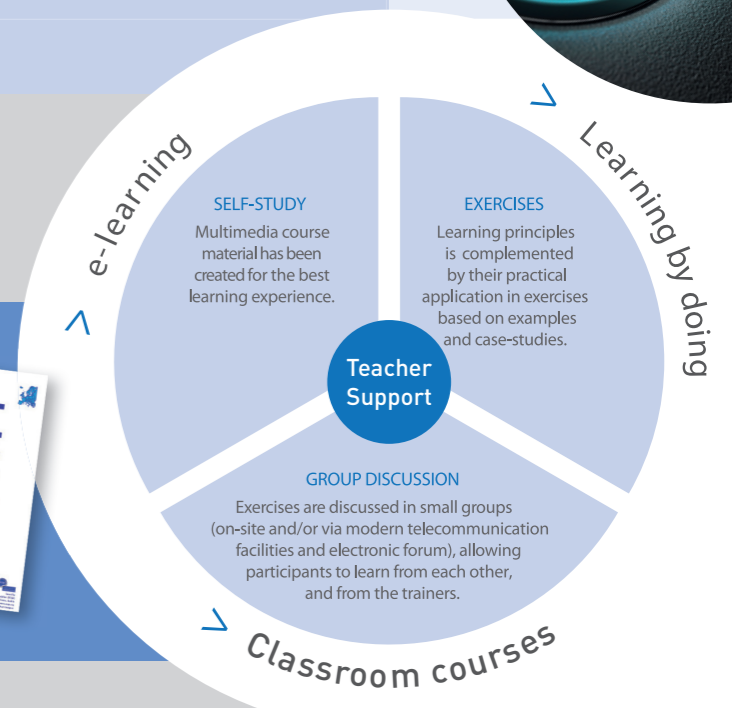 e-learning
SELF-STUDY
Multimedia course
material has been
created for the best
learning experience.
Learning by doing
EXERCISES
Learning principles
is complemented
by their practical
application in exercises
based on examples
and case-studies.
Teacher
Support
GROUP DISCUSSION
Exercises are discussed in small groups
(on-site and/or via modern telecommunication
facilities and electronic forum), allowing
participants to learn from each other,
and from the trainers.
Classroom courses